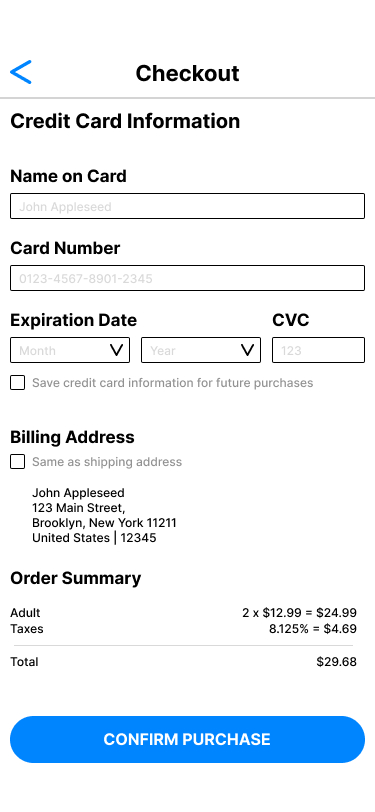 Checkout
Credit Card Information
Name on Card
John Appleseed
Card Number
0123-4567-8901-2345
Expiration Date CVC
Month Year 123
Save credit card information for future purchases
Billing Address
Same as shipping address
John Appleseed
123 Main Street,
Brooklyn, New York 11211
United States | 12345
Order Summary
Adult 2 x $12.99 = $24.99
Taxes 8.125% = $4.69
Total $29.68
CONFIRM PURCHASE